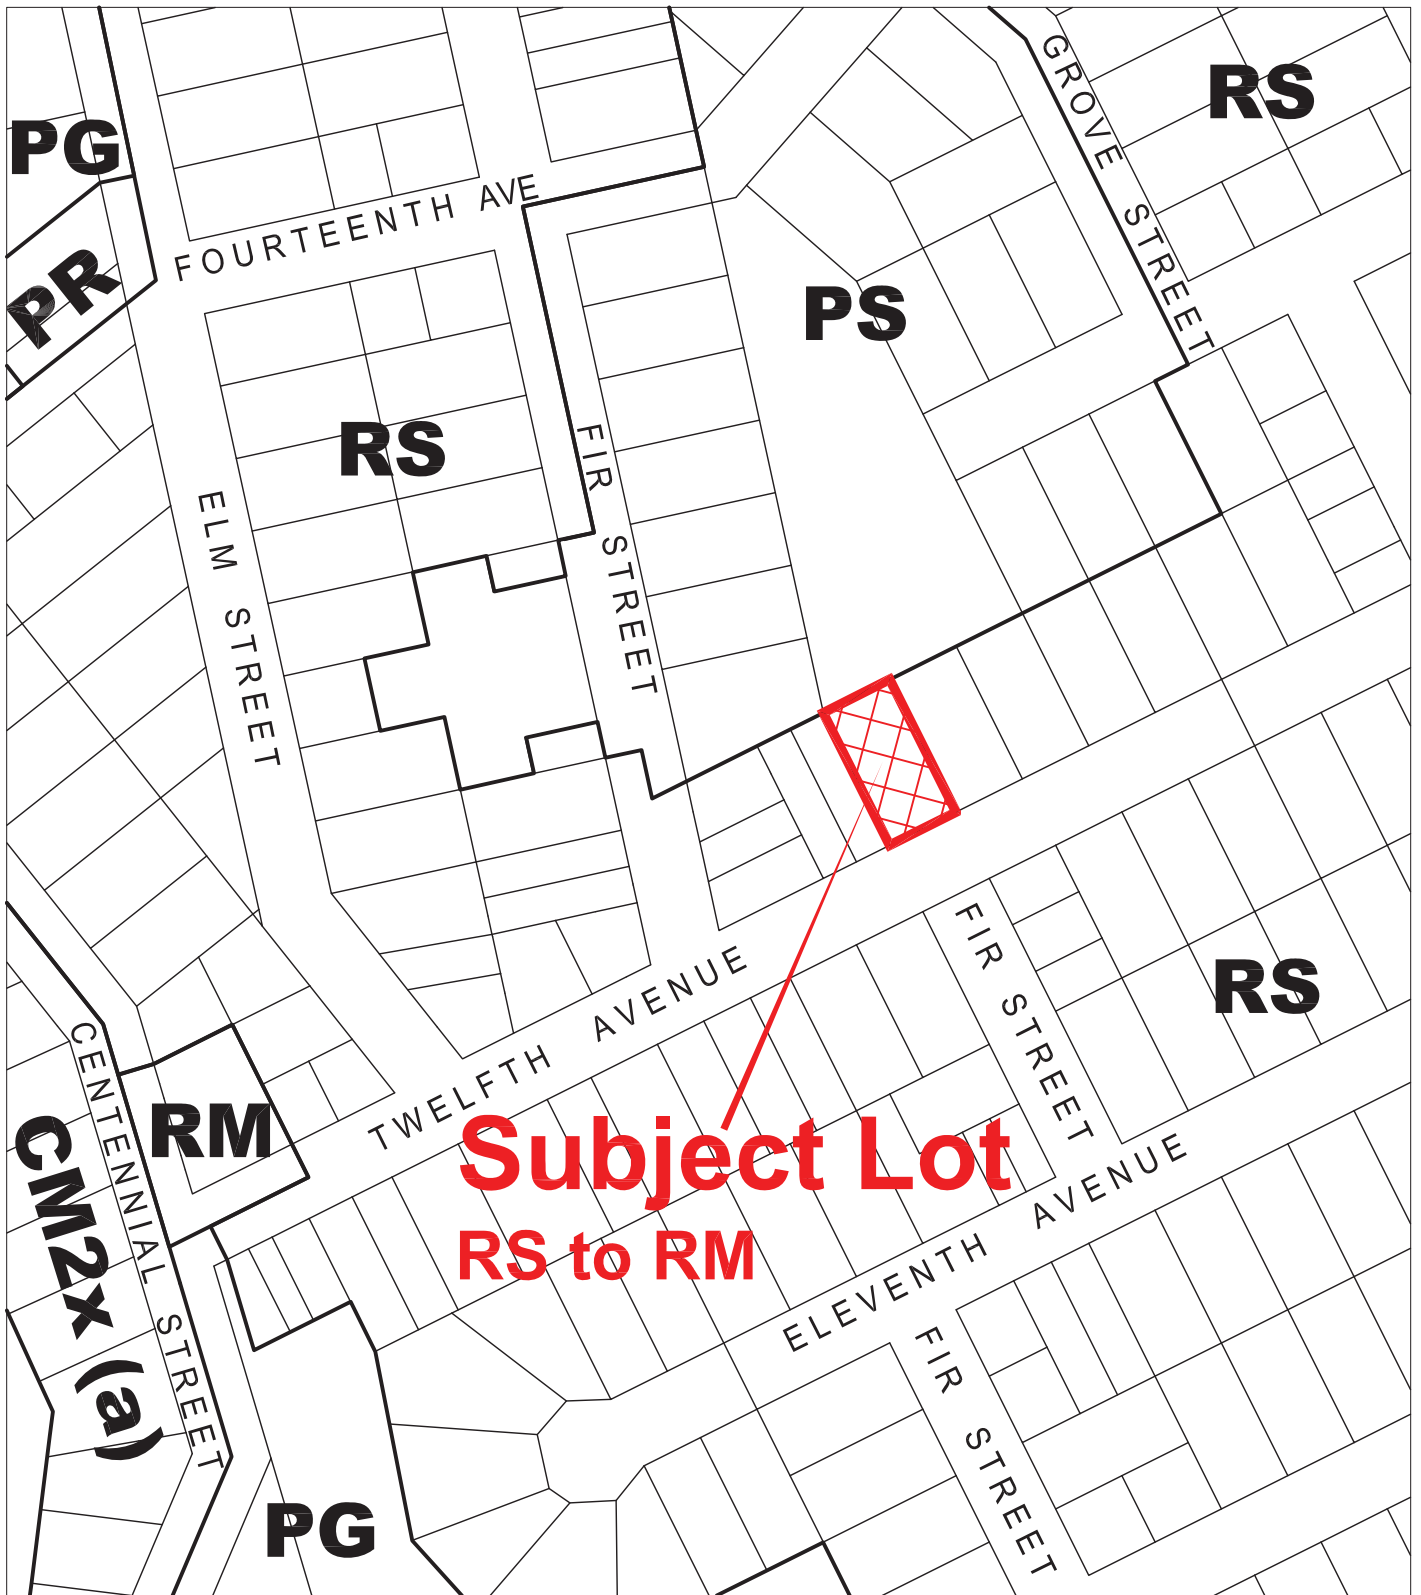 GROVE STREET
RS
PG
FOURTEENTH AVE
PR
PS
RS
FIR STREET
ELM STREET
FIR STREET
RS
TWELFTH AVENUE
CENTENNIAL STREET
RM
CM2x (a)
Subject Lot
RS to RM
ELEVENTH AVENUE
FIR STREET
PG